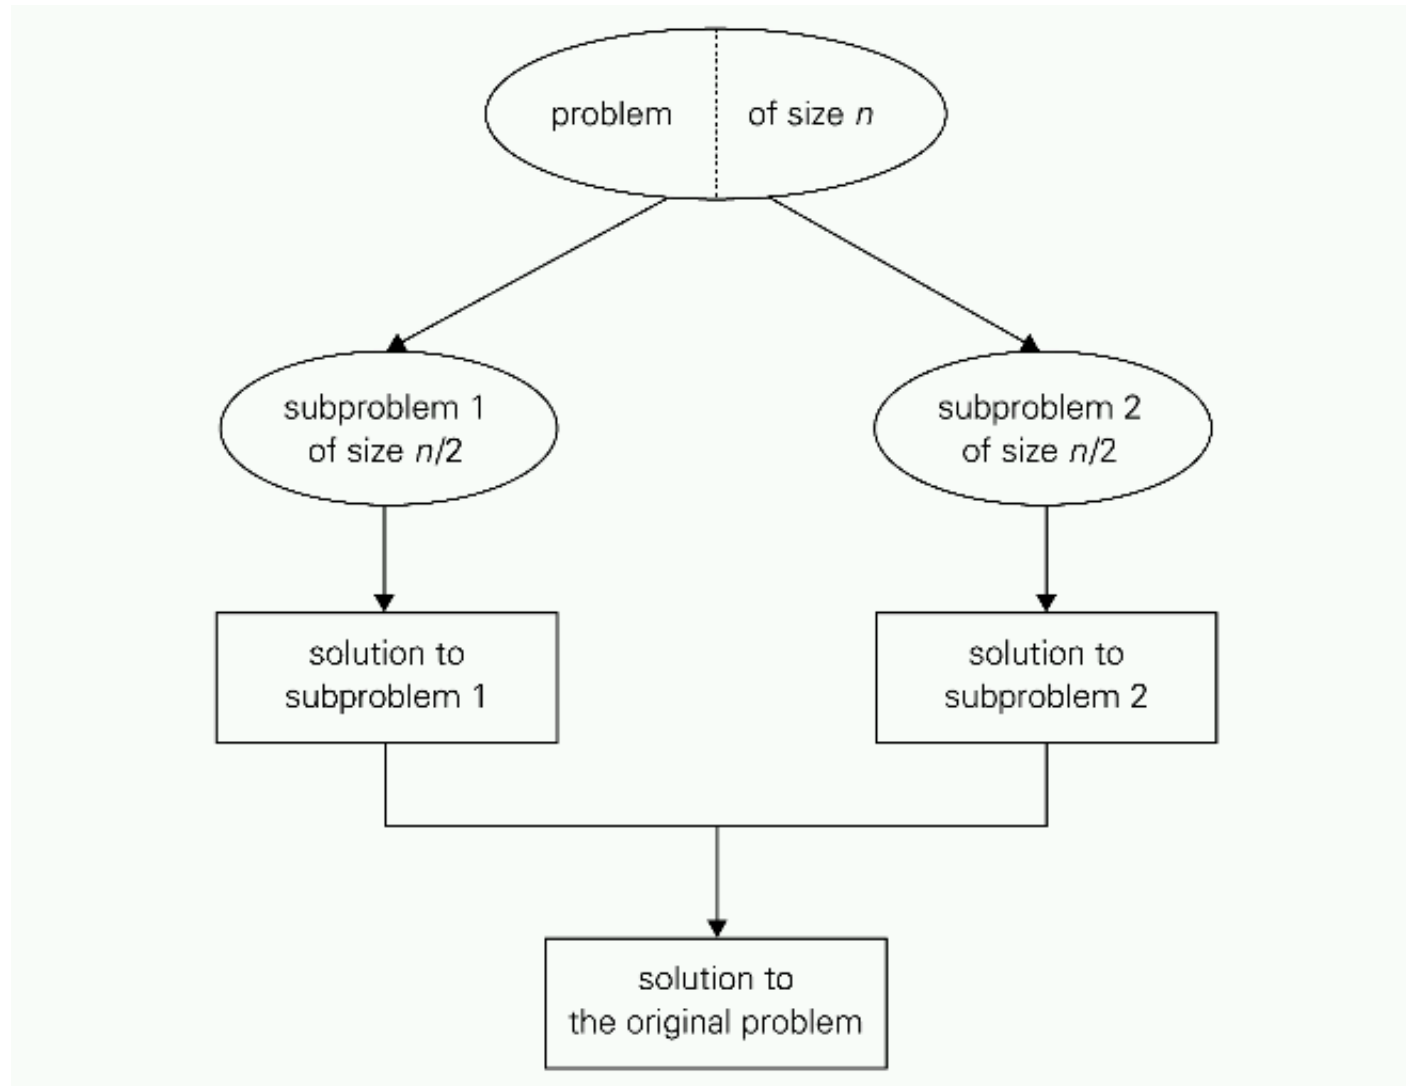 problem of size n
subproblem 1
of size n/2
subproblem 2
of size n/2
solution to
subproblem 1
solution to
subproblem 2
solution to
the original problem